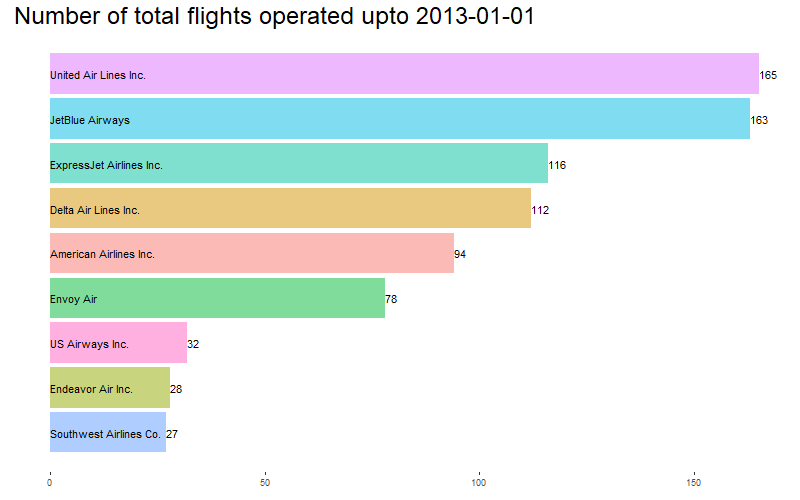 Number of total flights operated upto 2013-01-01
United Air Lines Inc. 165
JetBlue Airways 163
ExpressJet Airlines Inc. 116
Delta Air Lines Inc. 112
American Airlines Inc. 94
Envoy Air 78
US Airways Inc. 32
Endeavor Air Inc. 28
Southwest Airlines Co. 27
0 50 100 150